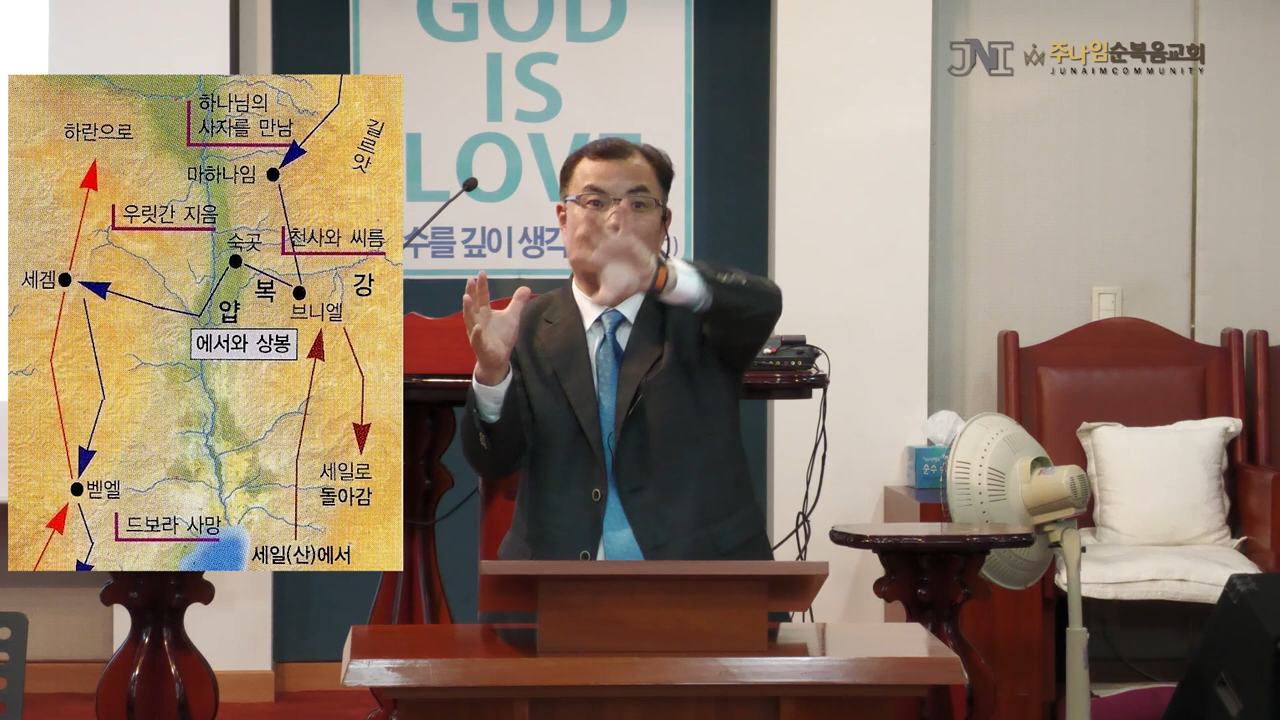 GOD
IS
LOVE
수를 깊이 생각
JNI
주나임순복음교회
JUNAIMCOMMUNITY
하나님의
사자를 만남
하란으로
길르앗
마하나임
우릿간 지음
숙곳
천사와 씨름
세겜
얍
복
강
브니엘
에서와 상봉
세일로
돌아감
벧엘
드보라 사망
세일(산)에서
순수